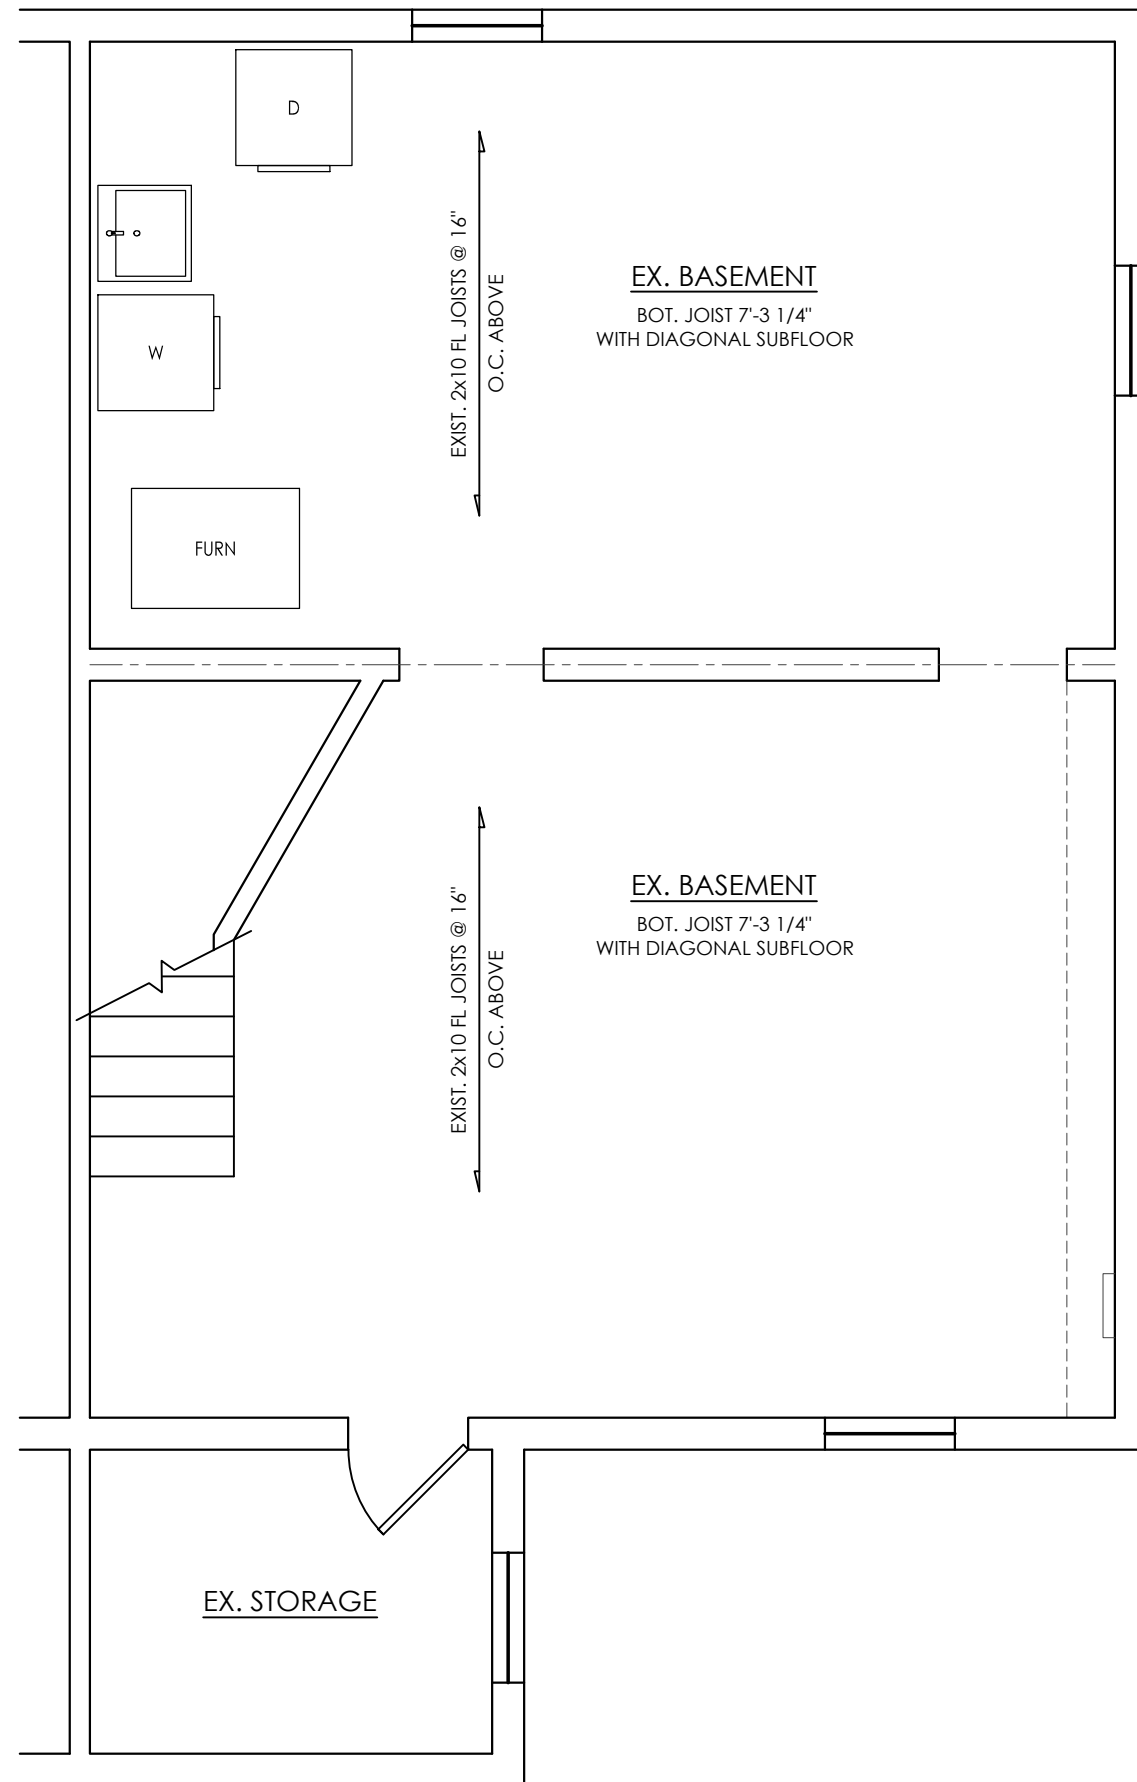 D
EXIST. 2x10 FL JOISTS @ 16"
O.C. ABOVE
EX. BASEMENT
BOT. JOIST 7'-3 1/4"
WITH DIAGONAL SUBFLOOR
W
FURN
EXIST. 2x10 FL JOISTS @ 16"
O.C. ABOVE
EX. BASEMENT
BOT. JOIST 7'-3 1/4"
WITH DIAGONAL SUBFLOOR
EX. STORAGE